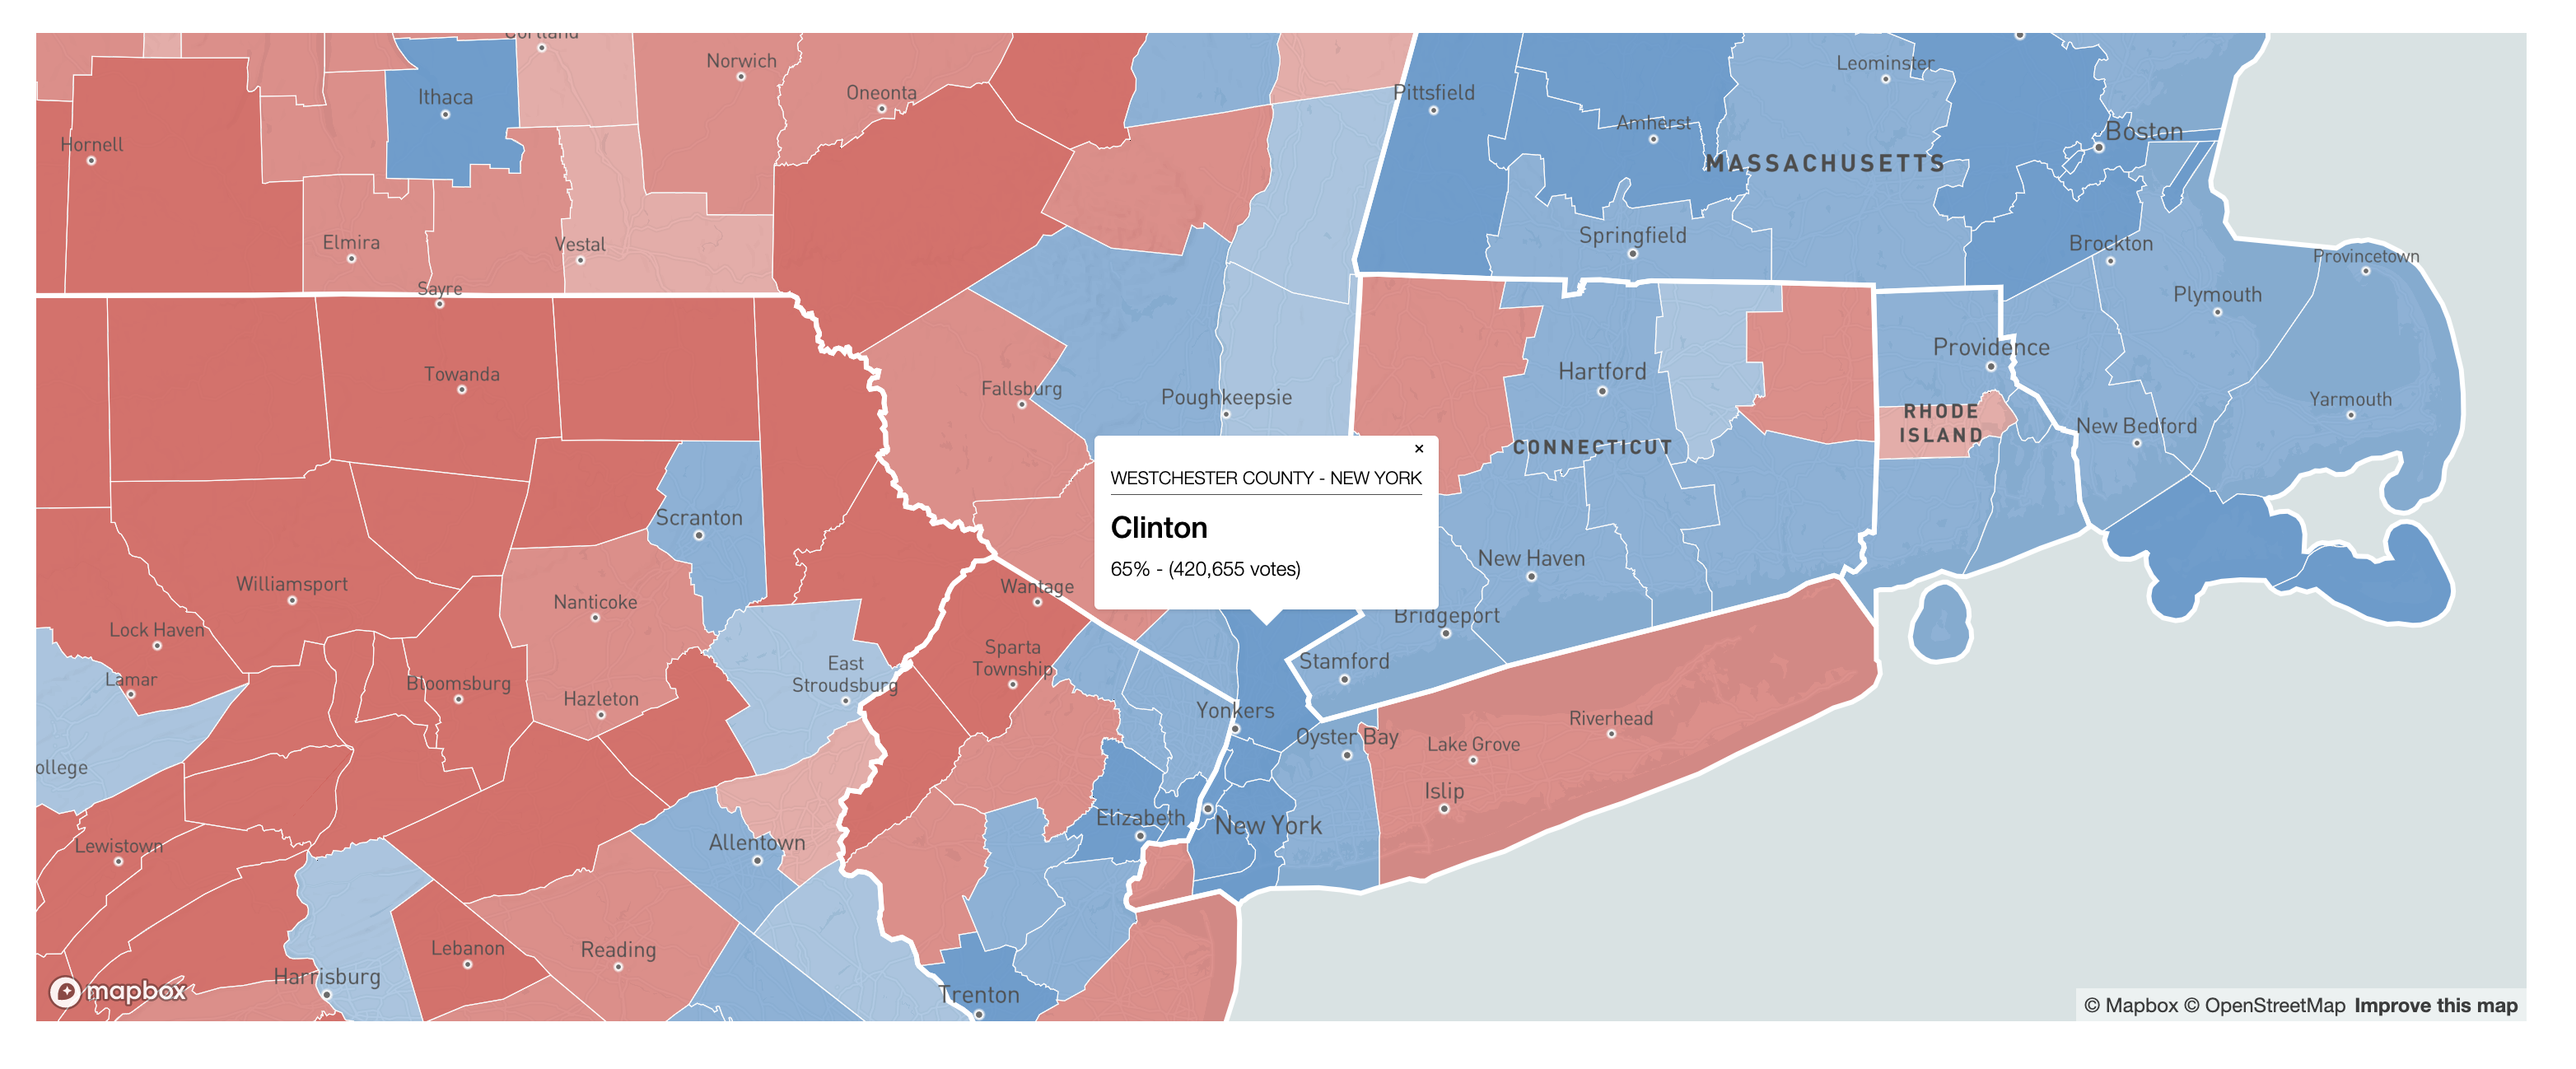 Cortland
Norwich
Oneonta
Ithaca
Hornell
Pittsfield
Leominster
Amherst
Boston
MASSACHUSETTS
Elmira
Vestal
Springfield
Brockton
Provincetown
Sayre
Plymouth
Towanda
Fallsburg
Poughkeepsie
Hartford
Providence
RHODE
ISLAND
Yarmouth
New Bedford
CONNECTICUT
×
WESTCHESTER COUNTY - NEW YORK
Clinton
65% - (420,655 votes)
Scranton
New Haven
Williamsport
Nanticoke
Wantage
Bridgeport
Lock Haven
Lamar
Bloomsburg
Hazleton
East
Stroudsburg
Sparta
Township
Stamford
Yonkers
Oyster Bay
Lake Grove
Riverhead
ollege
Islip
Elizabeth
New York
Lewistown
Allentown
Lebanon
Reading
Harrisburg
Trenton
mapbox
© Mapbox © OpenStreetMap Improve this map